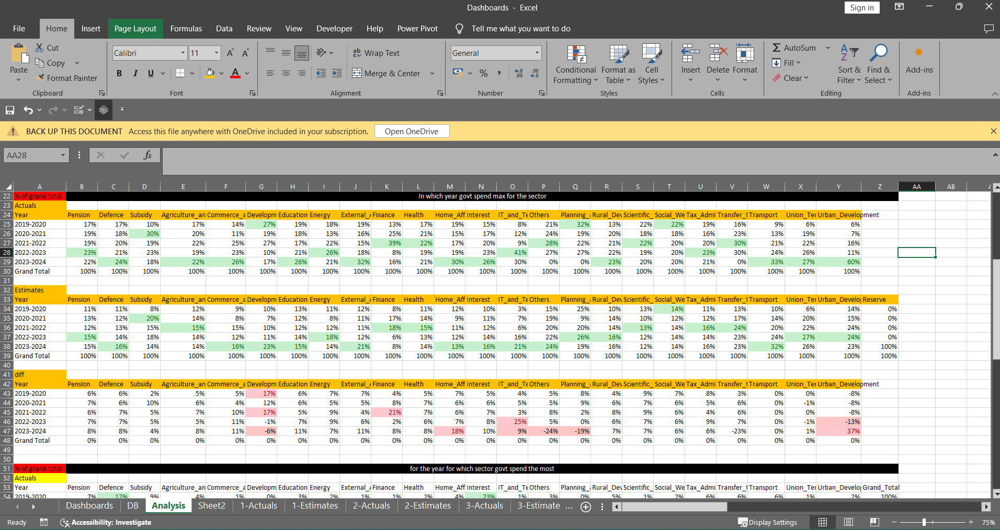 Dashboards - Excel
Sign in
File Home Insert Page Layout Formulas Data Review View Developer Help Power Pivot Tell me what you want to do
Paste Cut Copy Format Painter Clipboard
Calibri 11 A A B I U A Font
ab Wrap Text Merge & Center Alignment
General % , .00 Number
Conditional Formatting Format as Table Cell Styles Styles
Insert Delete Format Cells
AutoSum Fill Clear Sort & Filter Find & Select Editing
Add-ins Add-ins
BACK UP THIS DOCUMENT Access this file anywhere with OneDrive included in your subscription. Open OneDrive
AA28 fx
A B C D E F G H I J K L M N O P Q R S T U V W X Y Z AA AB
22 % of grand total In which year govt spend max for the sector
23 Actuals
24 Year Pension Defence Subsidy Agriculture_an Commerce_a Developm Education Energy External_ Finance Health Home_Aff Interest IT_and_Te Others Planning_ Rural_Dev Scientific_ Social_We Tax_Admi Transfer_t Transport Union_Ter Urban_Development
25 2019-2020 17% 17% 10% 17% 14% 27% 19% 18% 19% 13% 17% 19% 15% 8% 21% 32% 13% 22% 22% 19% 16% 9% 6% 6%
26 2020-2021 19% 18% 30% 20% 11% 19% 18% 13% 16% 25% 21% 15% 17% 12% 24% 19% 20% 18% 18% 16% 23% 13% 19% 7%
27 2021-2022 19% 20% 19% 22% 25% 27% 17% 22% 15% 39% 22% 17% 20% 9% 28% 22% 21% 22% 20% 20% 30% 21% 22% 16%
28 2022-2023 23% 21% 23% 19% 23% 10% 21% 26% 18% 8% 19% 19% 23% 41% 27% 27% 22% 19% 20% 23% 30% 24% 26% 11%
29 2023-2024 22% 24% 18% 22% 26% 17% 26% 21% 32% 16% 21% 30% 26% 30% 0% 0% 23% 20% 20% 21% 0% 33% 27% 60%
30 Grand Total 100% 100% 100% 100% 100% 100% 100% 100% 100% 100% 100% 100% 100% 100% 100% 100% 100% 100% 100% 100% 100% 100% 100% 100%
31
32 Estimates
33 Year Pension Defence Subsidy Agriculture_an Commerce_a Developm Education Energy External_ Finance Health Home_Aff Interest IT_and_Te Others Planning_ Rural_Dev Scientific_ Social_We Tax_Admi Transfer_t Transport Union_Ter Urban_Develop Reserve
34 2019-2020 11% 11% 8% 12% 9% 10% 13% 11% 12% 8% 11% 12% 10% 3% 15% 25% 10% 13% 14% 11% 13% 10% 6% 14% 0%
35 2020-2021 13% 12% 20% 14% 8% 7% 12% 8% 11% 17% 14% 9% 11% 7% 19% 9% 14% 10% 12% 12% 17% 14% 20% 15% 0%
36 2021-2022 12% 13% 15% 15% 15% 10% 12% 12% 11% 18% 15% 11% 12% 6% 20% 20% 14% 13% 14% 16% 24% 20% 22% 24% 0%
37 2022-2023 15% 14% 18% 14% 12% 11% 14% 18% 12% 6% 13% 12% 14% 16% 22% 26% 16% 12% 14% 14% 23% 24% 27% 24% 0%
38 2023-2024 15% 16% 14% 14% 16% 23% 15% 14% 21% 8% 14% 13% 16% 21% 24% 19% 16% 12% 14% 16% 23% 32% 26% 23% 100%
39 Grand Total 100% 100% 100% 100% 100% 100% 100% 100% 100% 100% 100% 100% 100% 100% 100% 100% 100% 100% 100% 100% 100% 100% 100% 100% 100%
40
41 diff
42 Year Pension Defence Subsidy Agriculture_an Commerce_a Developm Education Energy External_ Finance Health Home_Aff Interest IT_and_Te Others Planning_ Rural_Dev Scientific_ Social_We Tax_Admi Transfer_t Transport Union_Ter Urban_Development
43 2019-2020 6% 6% 2% 5% 5% 17% 6% 7% 7% 4% 5% 7% 5% 4% 5% 8% 4% 9% 7% 8% 3% 0% 0% -8%
44 2020-2021 7% 6% 10% 6% 4% 12% 6% 5% 5% 8% 7% 6% 6% 5% 5% 9% 6% 7% 6% 5% 6% 0% -1% -8%
45 2021-2022 6% 7% 5% 7% 10% 17% 5% 9% 4% 21% 7% 6% 7% 3% 8% 2% 8% 9% 6% 4% 6% 0% 0% -8%
46 2022-2023 7% 7% 5% 5% 11% -1% 7% 9% 6% 2% 6% 7% 8% 25% 5% 0% 6% 7% 6% 9% 7% 0% -1% -13%
47 2023-2024 8% 8% 4% 8% 11% -6% 11% 7% 11% 8% 8% 18% 10% 9% -24% -19% 7% 7% 6% 6% -23% 0% 1% 37%
48 Grand Total 0% 0% 0% 0% 0% 0% 0% 0% 0% 0% 0% 0% 0% 0% 0% 0% 0% 0% 0% 0% 0% 0% 0% 0%
49
50
51 % of grand total for the year for which sector govt spend the most
52 Actuals
53 Year Pension Defence Subsidy Agriculture_an Commerce_a Developm Education Energy External_ Finance Health Home_Aff Interest IT_and_Te Others Planning_ Rural_Dev Scientific_ Social_We Tax_Admi Transfer_t Transport Union_Ter Urban_Develop Grand_Total
54 2019-2020 7% 12% 9% 4% 1% 0% 3% 2% 1% 1% 2% 4% 23% 1% 3% 0% 5% 1% 2% 6% 6% 6% 1% 2% 100%
Dashboards DB Analysis Sheet2 1-Actuals 1-Estimates 2-Actuals 2-Estimates 3-Actuals 3-Estimate ...
Ready Accessibility: Investigate Display Settings 75%